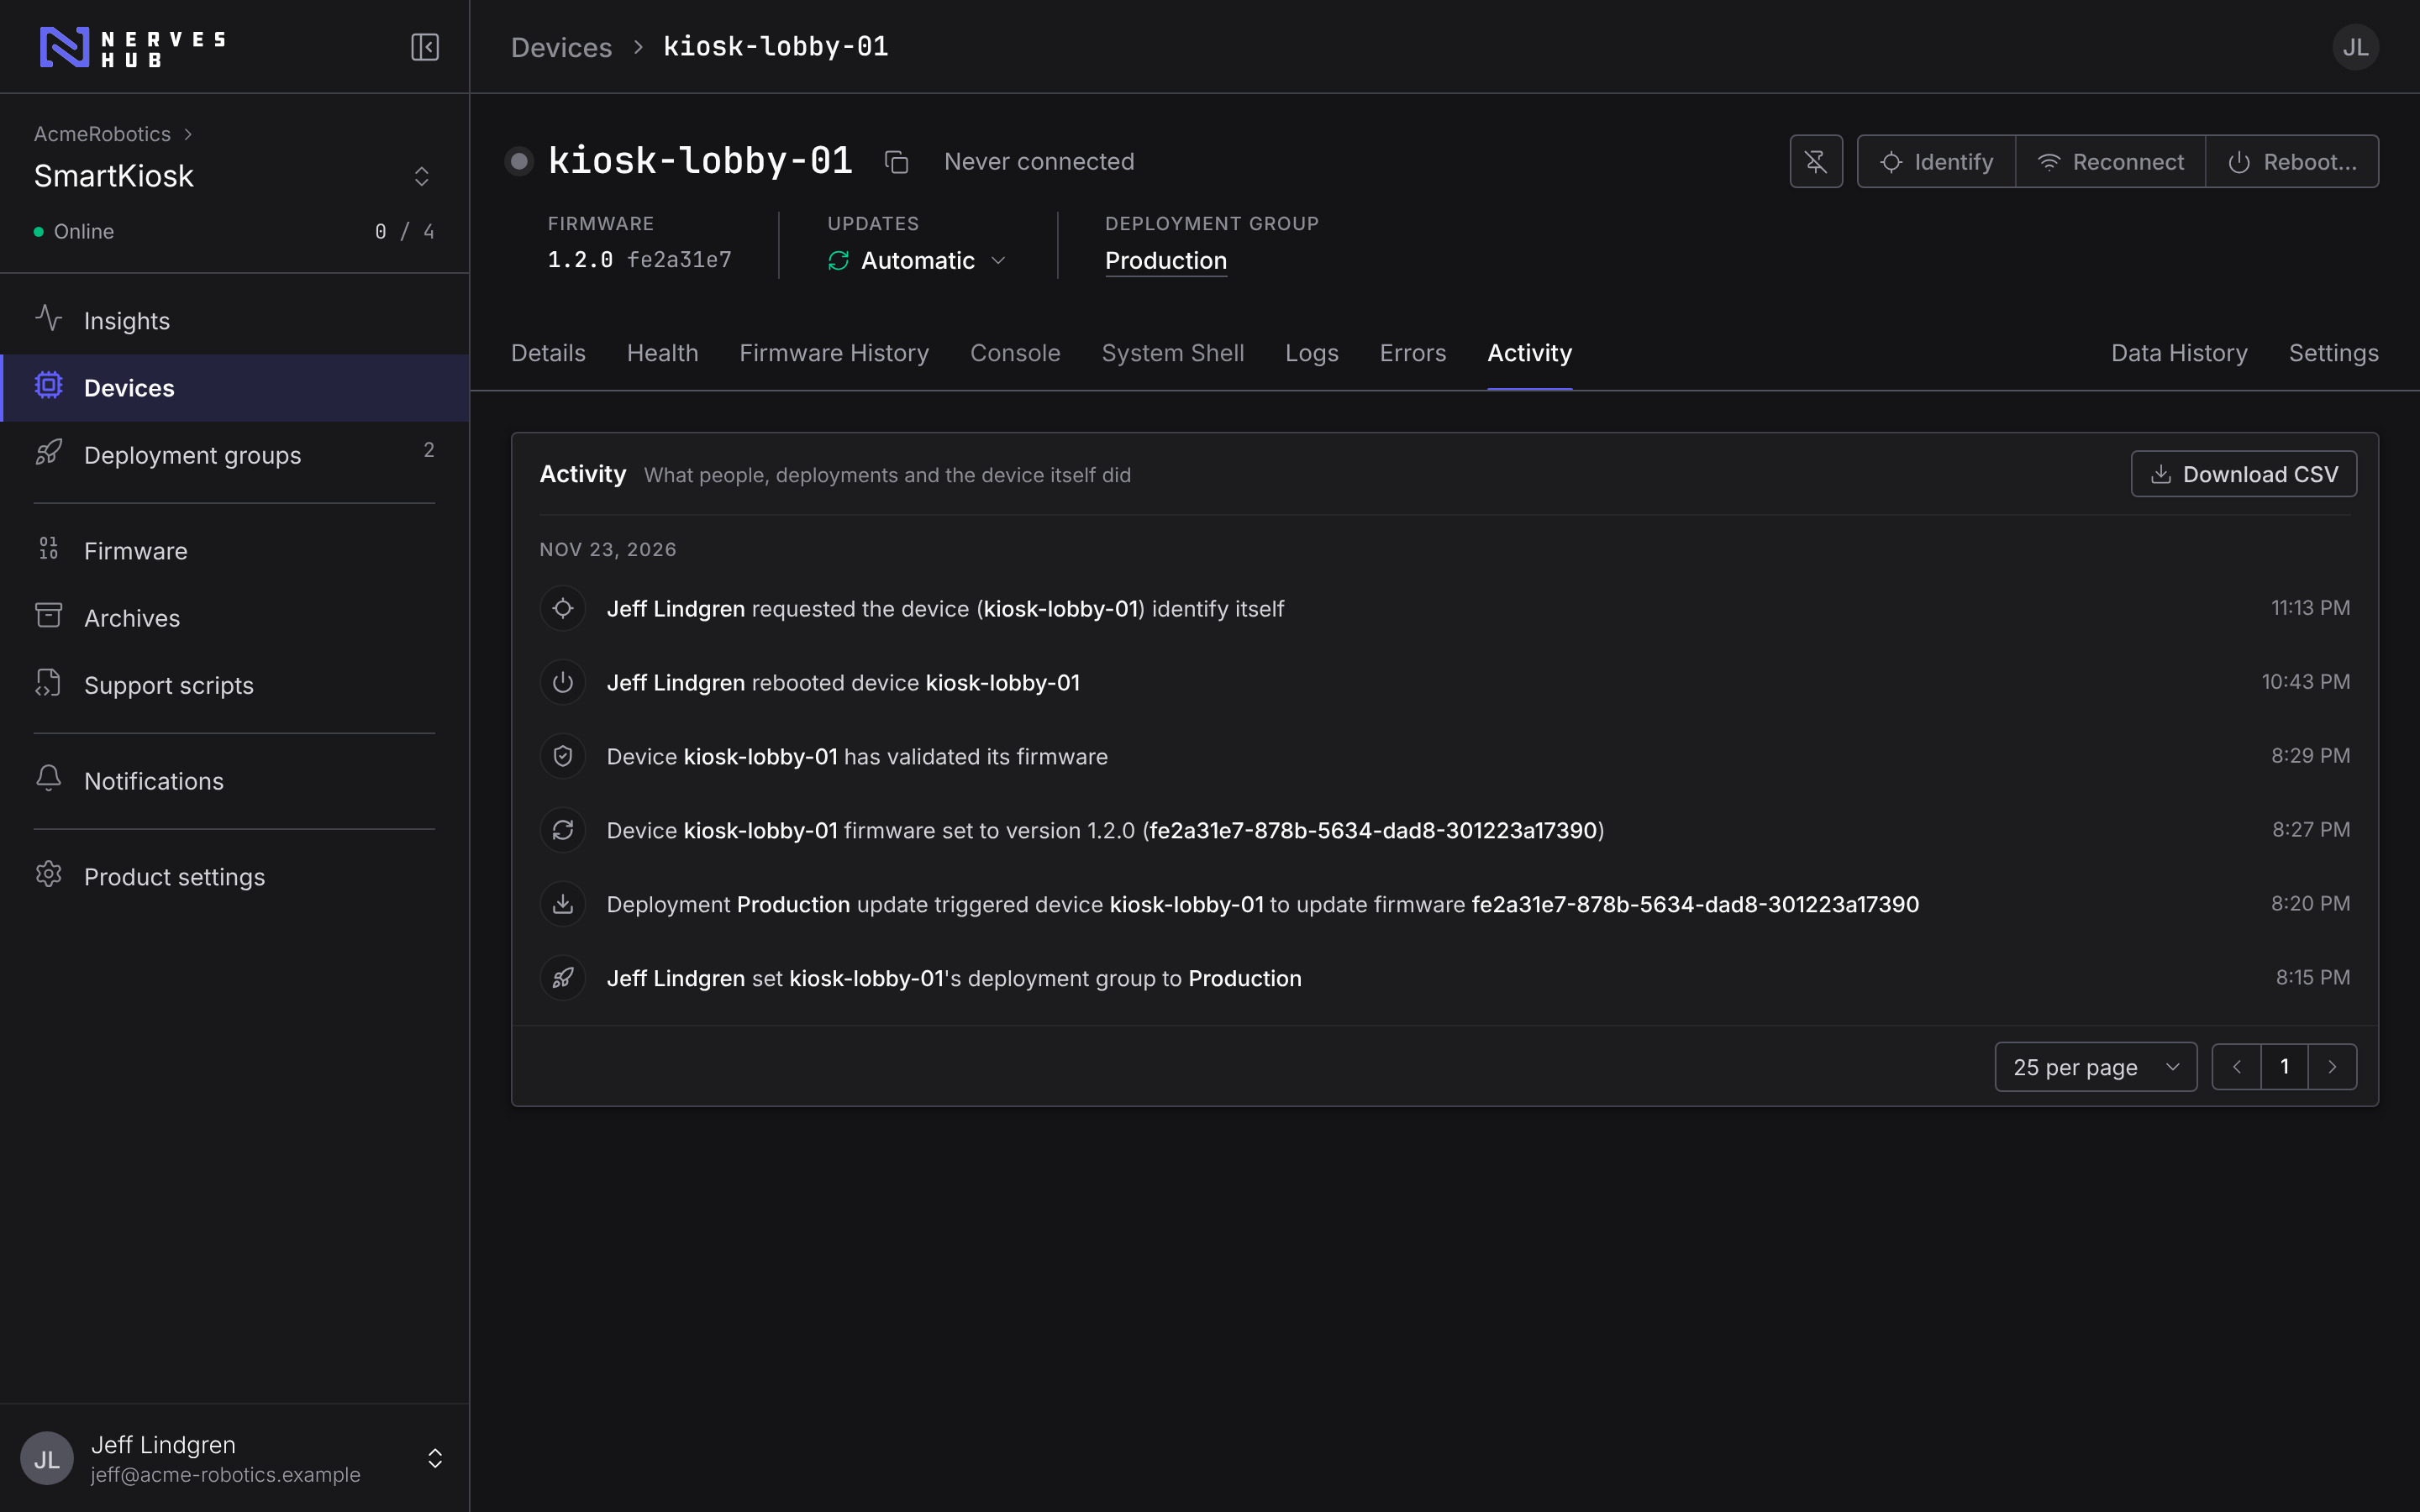 NERVES
HUB
Devices > kiosk-lobby-01
JL
AcmeRobotics >
SmartKiosk
Online 0 / 4
Insights
Devices
Deployment groups 2
Firmware
Archives
Support scripts
Notifications
Product settings
Jeff Lindgren
jeff@acme-robotics.example
JL
kiosk-lobby-01 Never connected
Identify Reconnect Reboot...
FIRMWARE UPDATES DEPLOYMENT GROUP
1.2.0 fe2a31e7 Automatic Production
Details Health Firmware History Console System Shell Logs Errors Activity Data History Settings
Activity What people, deployments and the device itself did Download CSV
NOV 23, 2026
Jeff Lindgren requested the device (kiosk-lobby-01) identify itself 11:13 PM
Jeff Lindgren rebooted device kiosk-lobby-01 10:43 PM
Device kiosk-lobby-01 has validated its firmware 8:29 PM
Device kiosk-lobby-01 firmware set to version 1.2.0 (fe2a31e7-878b-5634-dad8-301223a17390) 8:27 PM
Deployment Production update triggered device kiosk-lobby-01 to update firmware fe2a31e7-878b-5634-dad8-301223a17390 8:20 PM
Jeff Lindgren set kiosk-lobby-01's deployment group to Production 8:15 PM
25 per page 1